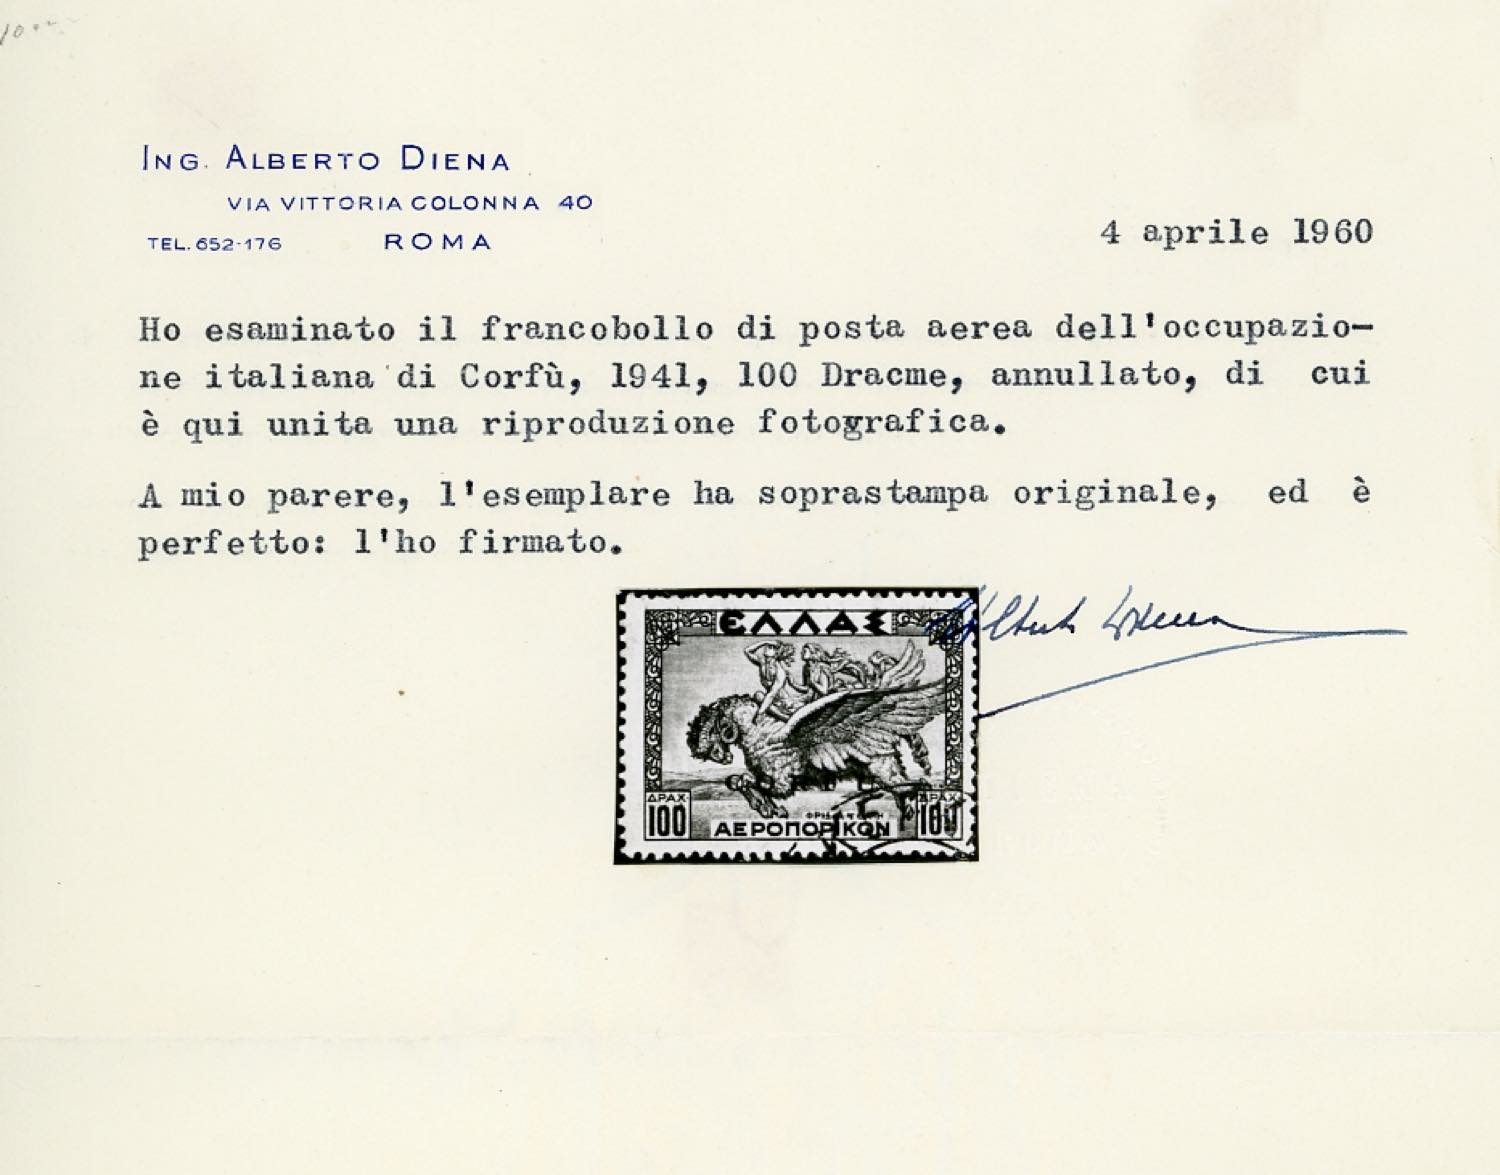 ING. ALBERTO DIENA
VIA VITTORIA COLONNA 40
TEL. 652-176 ROMA
4 aprile 1960
Ho esaminato il francobollo di posta aerea dell'occupazio-
ne italiana di Corfù, 1941, 100 Dracme, annullato, di cui
è qui unita una riproduzione fotografica.
A mio parere, l'esemplare ha soprastampa originale, ed è
perfetto: l'ho firmato.
Alberto Diena
ΕΛΛΑΣ
ΔΡΑΧ. ΔΡΑΧ.
100 ΑΕΡΟΠΟΡΙΚΟΝ 100